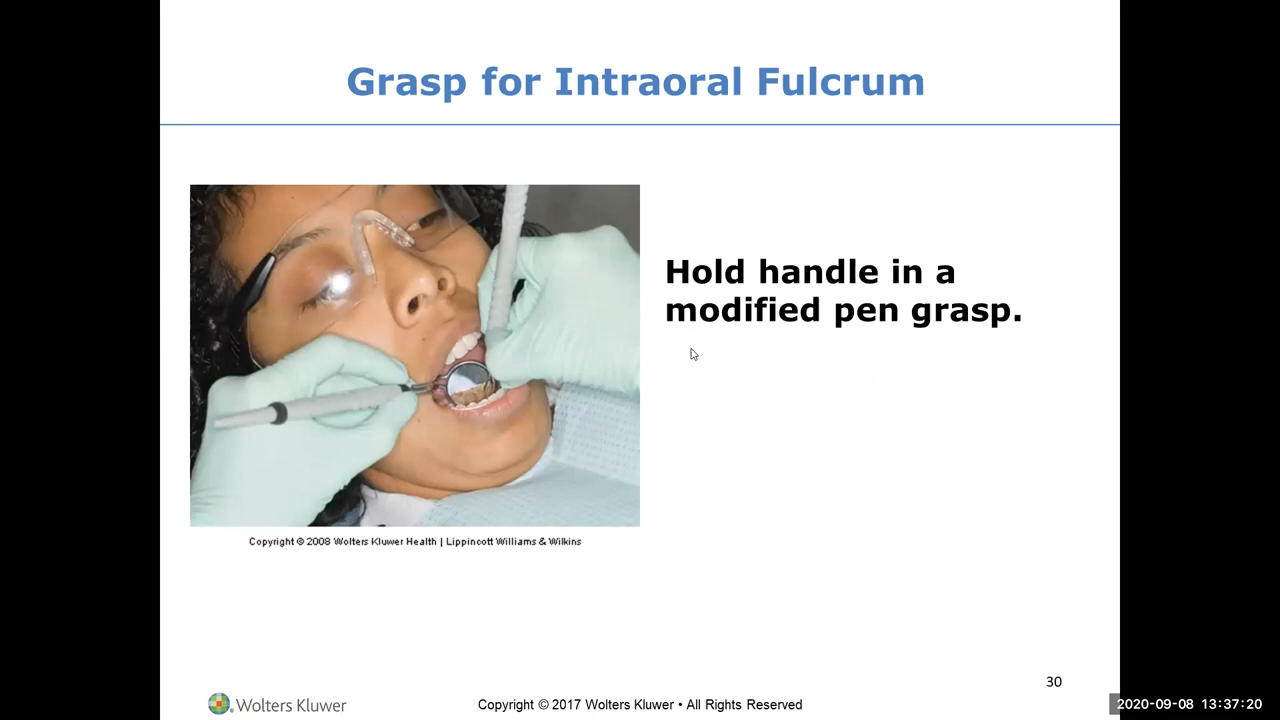 Grasp for Intraoral Fulcrum
Hold handle in a
modified pen grasp.
Copyright © 2008 Wolters Kluwer Health | Lippincott Williams & Wilkins
30
Wolters Kluwer
Copyright © 2017 Wolters Kluwer • All Rights Reserved
2020-09-08 13:37:20